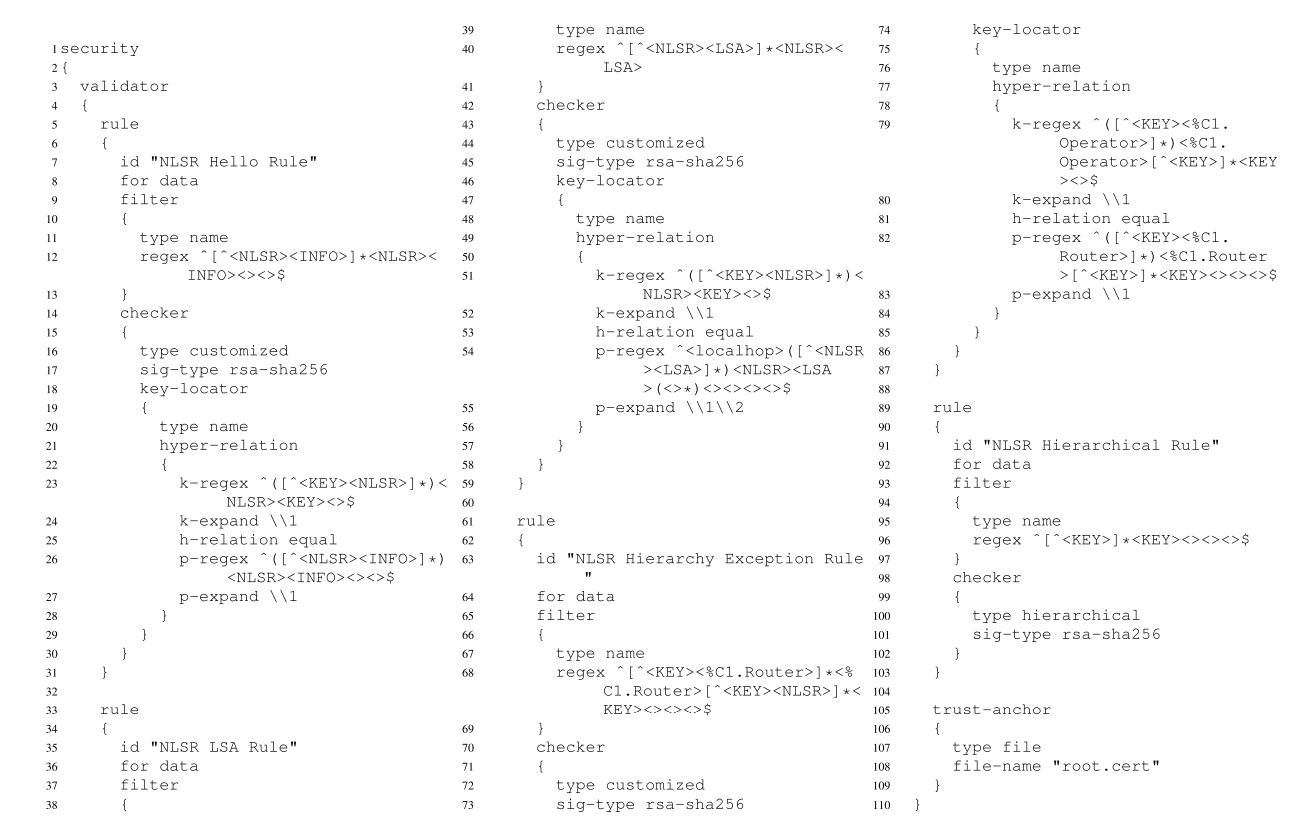 1 security
2 {
3   validator
4   {
5     rule
6     {
7       id "NLSR Hello Rule"
8       for data
9       filter
10       {
11         type name
12         regex ^[^<NLSR><INFO>]*<NLSR><
             INFO><><>$
13       }
14       checker
15       {
16         type customized
17         sig-type rsa-sha256
18         key-locator
19         {
20           type name
21           hyper-relation
22           {
23             k-regex ^([^<KEY><NLSR>]*)<
                 NLSR><KEY><>$
24             k-expand \\1
25             h-relation equal
26             p-regex ^([^<NLSR><INFO>]*)
                 <NLSR><INFO><><>$
27             p-expand \\1
28           }
29         }
30       }
31     }
32
33     rule
34     {
35       id "NLSR LSA Rule"
36       for data
37       filter
38       {
39         type name
40         regex ^[^<NLSR><LSA>]*<NLSR><
             LSA>
41       }
42       checker
43       {
44         type customized
45         sig-type rsa-sha256
46         key-locator
47         {
48           type name
49           hyper-relation
50           {
51             k-regex ^([^<KEY><NLSR>]*)<
                 NLSR><KEY><>$
52             k-expand \\1
53             h-relation equal
54             p-regex ^<localhop>([^<NLSR
                 ><LSA>]*)<NLSR><LSA
                 >(<>*)<><><><>$
55             p-expand \\1\\2
56           }
57         }
58       }
59     }
60
61     rule
62     {
63       id "NLSR Hierarchy Exception Rule
           "
64       for data
65       filter
66       {
67         type name
68         regex ^[^<KEY><%C1.Router>]*<%
             C1.Router>[^<KEY><NLSR>]*<
             KEY><><><>$
69       }
70       checker
71       {
72         type customized
73         sig-type rsa-sha256
74         key-locator
75         {
76           type name
77           hyper-relation
78           {
79             k-regex ^([^<KEY><%C1.
                 Operator>]*)<%C1.
                 Operator>[^<KEY>]*<KEY
                 ><>$
80             k-expand \\1
81             h-relation equal
82             p-regex ^([^<KEY><%C1.
                 Router>]*)<%C1.Router
                 >[^<KEY>]*<KEY><><><>$
83             p-expand \\1
84           }
85         }
86       }
87     }
88
89     rule
90     {
91       id "NLSR Hierarchical Rule"
92       for data
93       filter
94       {
95         type name
96         regex ^[^<KEY>]*<KEY><><><>$
97       }
98       checker
99       {
100         type hierarchical
101         sig-type rsa-sha256
102       }
103     }
104
105     trust-anchor
106     {
107       type file
108       file-name "root.cert"
109     }
110   }